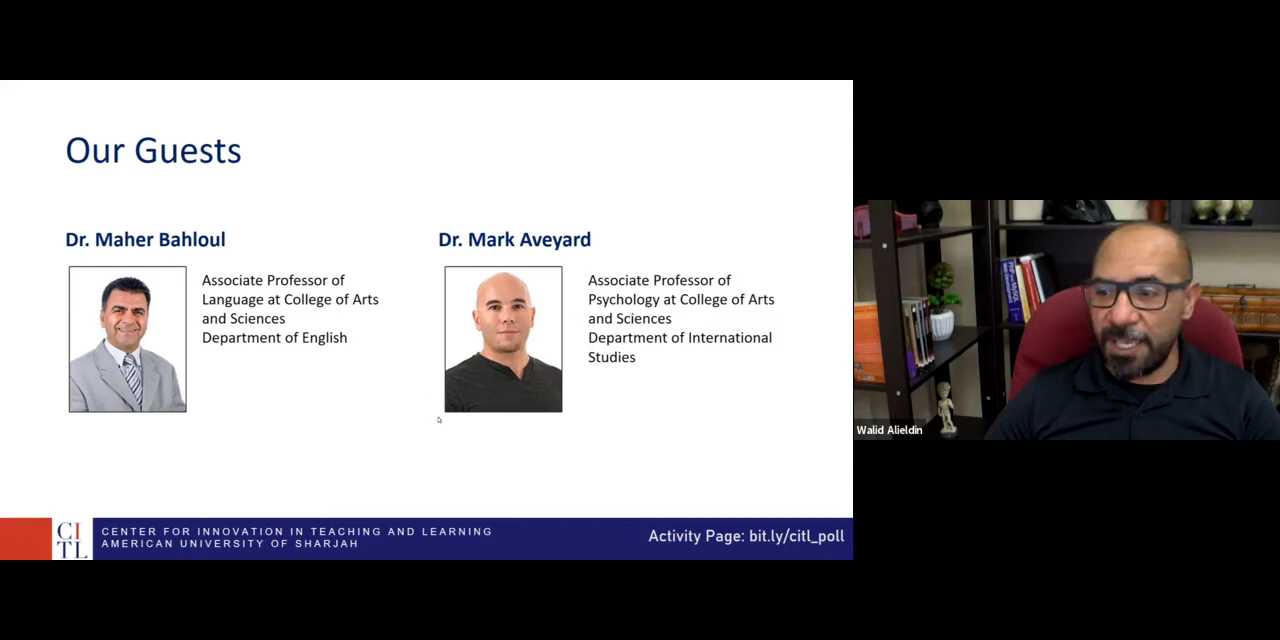 Our Guests
Dr. Maher Bahloul
Associate Professor of
Language at College of Arts
and Sciences
Department of English
Dr. Mark Aveyard
Associate Professor of
Psychology at College of Arts
and Sciences
Department of International
Studies
Walid Alieldin
CI
TL
CENTER FOR INNOVATION IN TEACHING AND LEARNING
AMERICAN UNIVERSITY OF SHARJAH
Activity Page: bit.ly/citl_poll